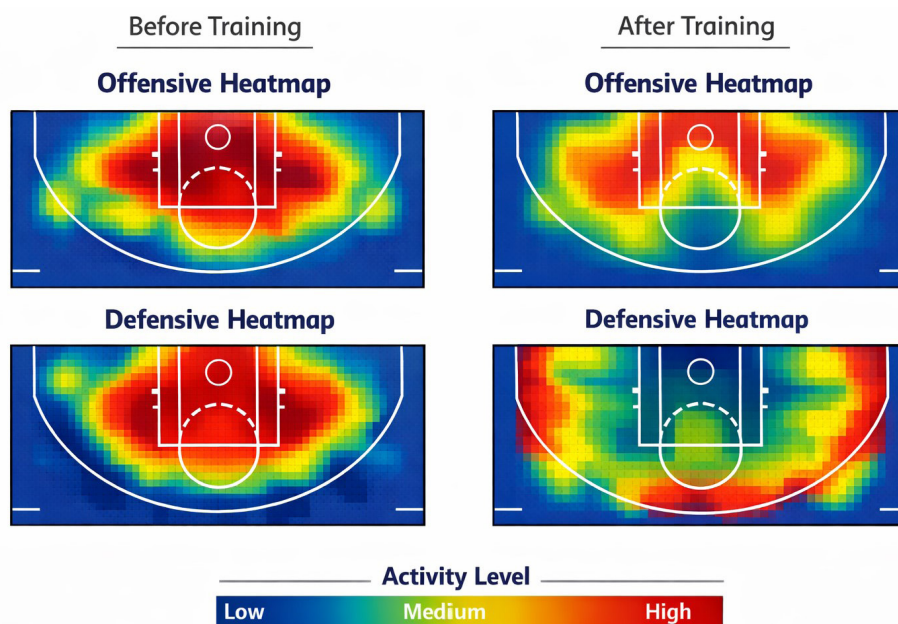 Before Training
After Training
Offensive Heatmap
Offensive Heatmap
Defensive Heatmap
Defensive Heatmap
Activity Level
Low Medium High